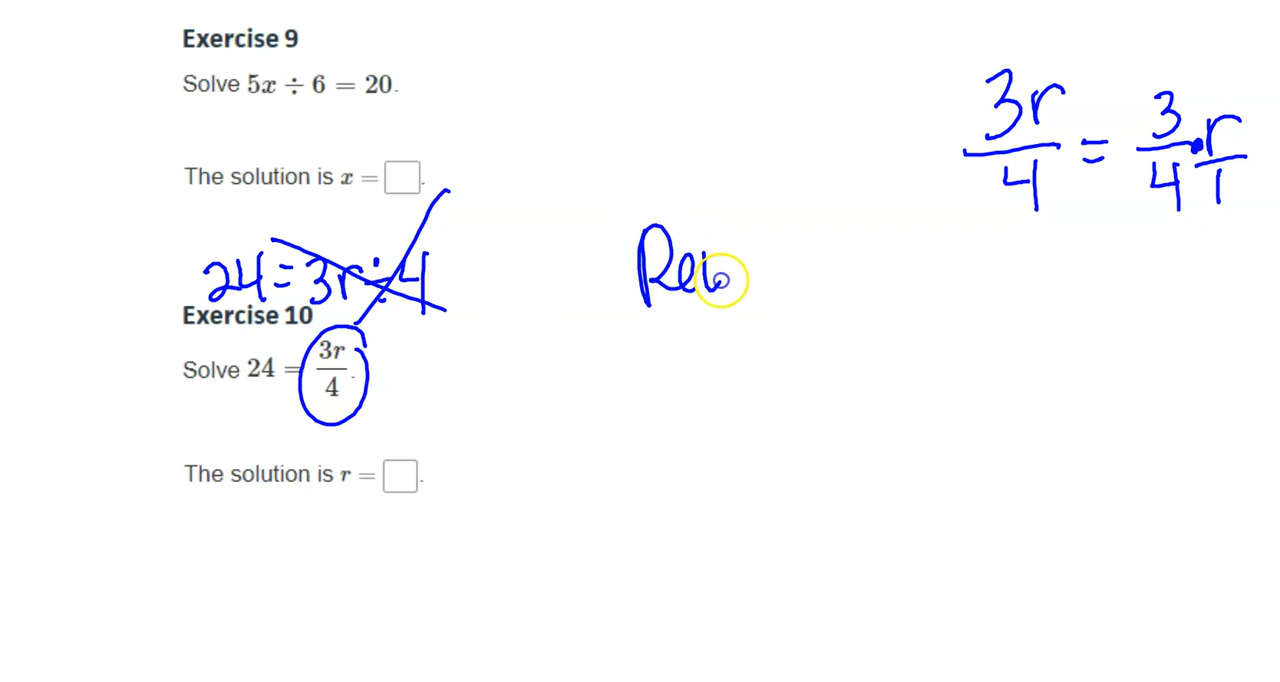 Exercise 9
Solve 5x ÷ 6 = 20.
3r/4 = 3/4 · r/1
The solution is x = .
24 = 3r ÷ 4
Exercise 10
Solve 24 = 3r/4.
The solution is r = .